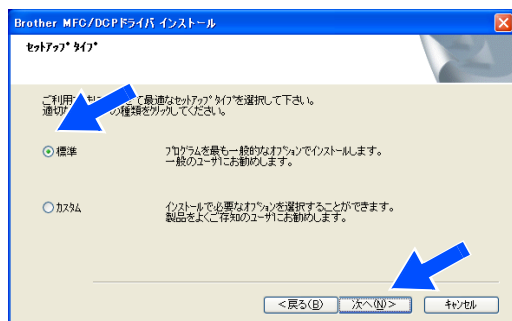 Brother MFC/DCPドライバ インストール
セットアップ タイプ
ご利用 て最適なセットアップ タイプを選択して下さい。
適切 の種類をクリックしてください。
標準
プログラムを最も一般的なオプションでインストールします。
一般のユーザにお勧めします。
カスタム
インストールで必要なオプションを選択することができます。
製品をよくご存知のユーザにお勧めします。
<戻る(B)
次へ(N)>
キャンセル